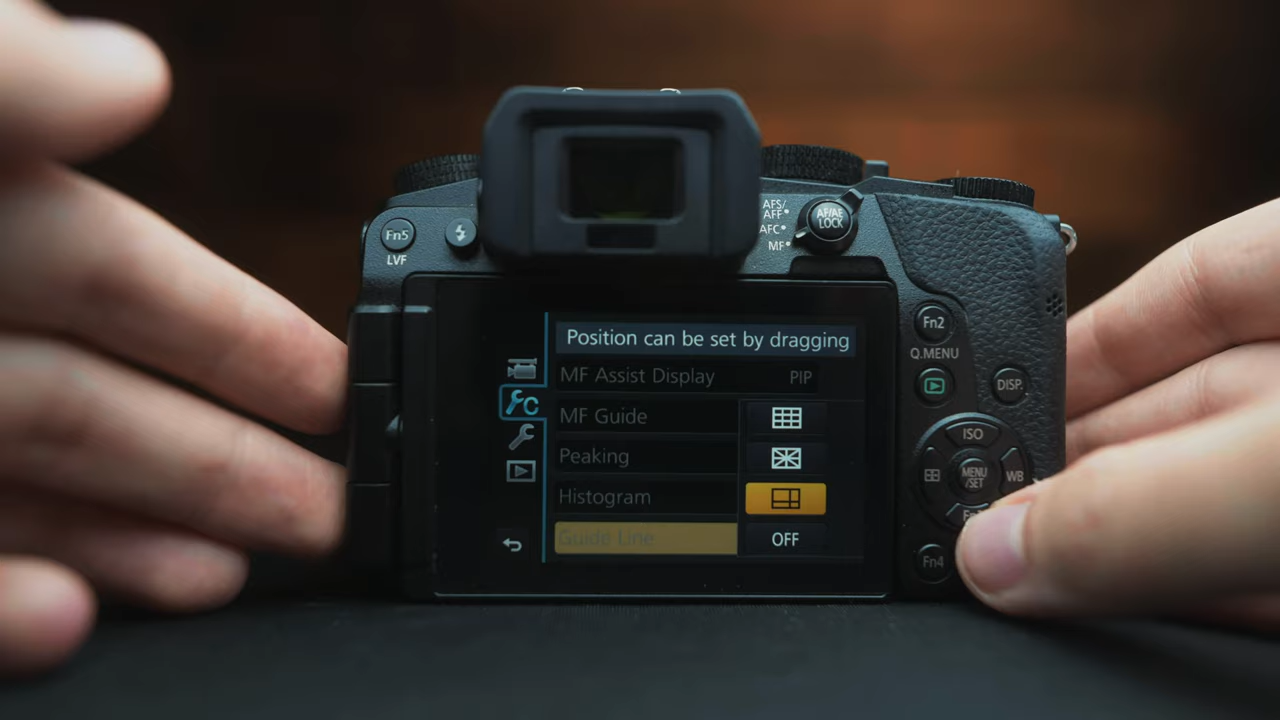 AFS/
AFF
AFC
MF
AF/AE
LOCK
Fn5
LVF
Fn2
Q.MENU
DISP.
ISO
MENU
/SET
WB
Fn4
Position can be set by dragging
MF Assist Display PIP
MF Guide
Peaking
Histogram
Guide Line OFF
C